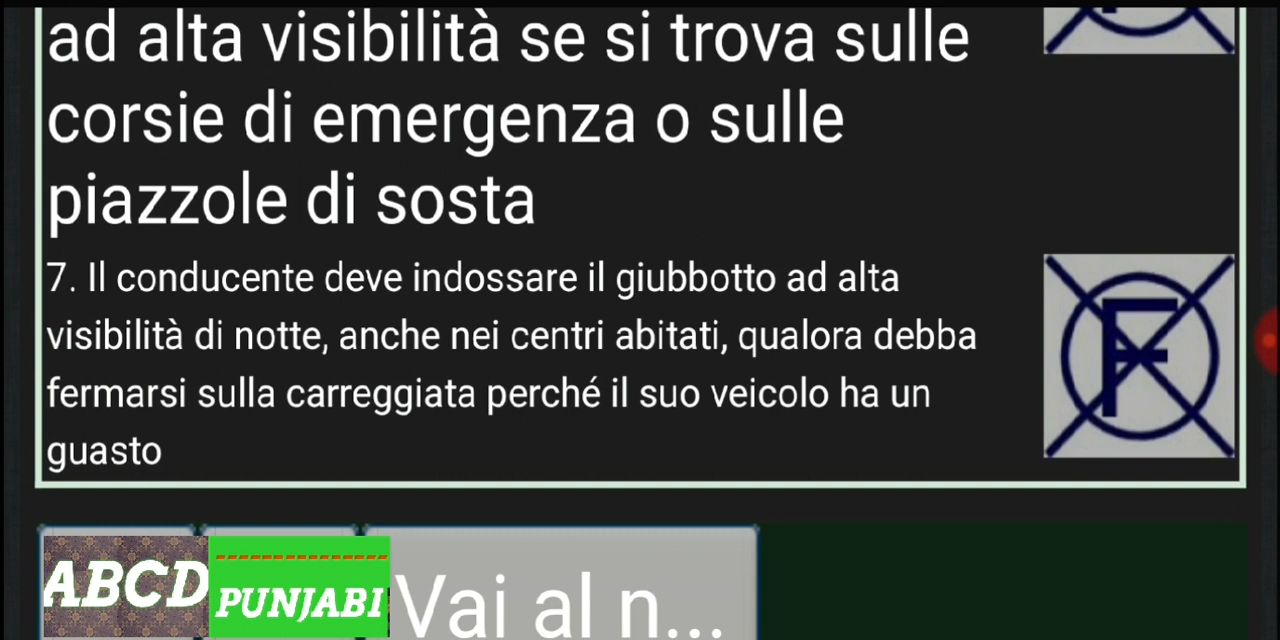 ad alta visibilità se si trova sulle
corsie di emergenza o sulle
piazzole di sosta
7. Il conducente deve indossare il giubbotto ad alta
visibilità di notte, anche nei centri abitati, qualora debba
fermarsi sulla carreggiata perché il suo veicolo ha un
guasto
F
ABCD PUNJABI Vai al n...